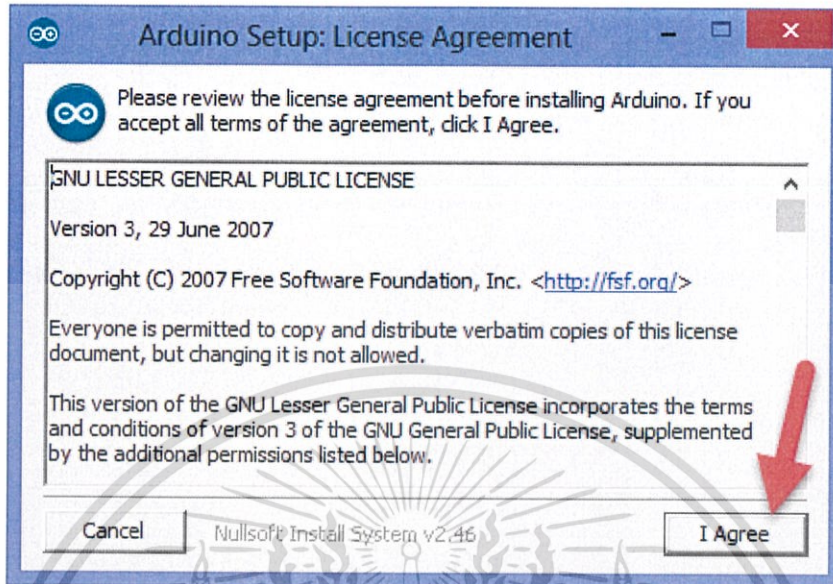 Arduino Setup: License Agreement
Please review the license agreement before installing Arduino. If you
accept all terms of the agreement, click I Agree.
GNU LESSER GENERAL PUBLIC LICENSE
Version 3, 29 June 2007
Copyright (C) 2007 Free Software Foundation, Inc. <http://fsf.org/>
Everyone is permitted to copy and distribute verbatim copies of this license
document, but changing it is not allowed.
This version of the GNU Lesser General Public License incorporates the terms
and conditions of version 3 of the GNU General Public License, supplemented
by the additional permissions listed below.
Cancel
Nullsoft Install System v2.46
I Agree